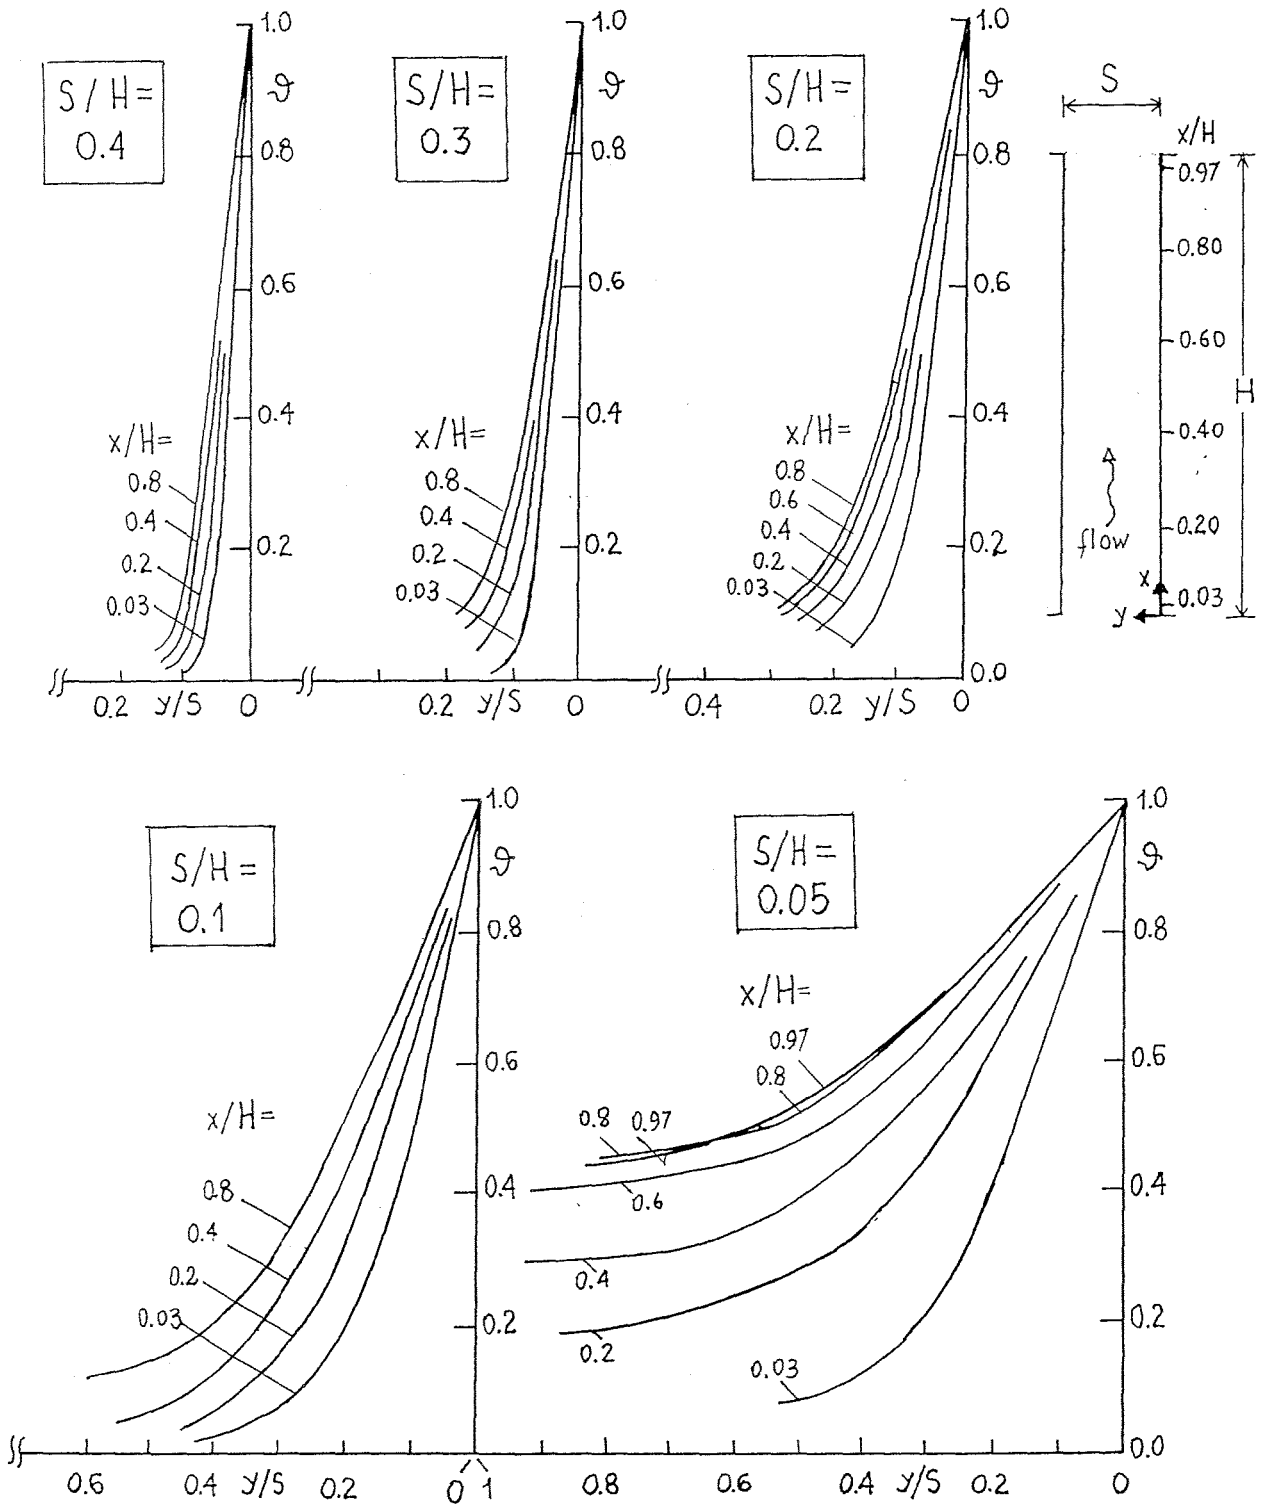 S/H=
0.4
1.0
ϑ
0.8
0.6
0.4
0.2
x/H=
0.8
0.4
0.2
0.03
0.2 y/S 0
S/H=
0.3
1.0
ϑ
0.8
0.6
0.4
0.2
x/H=
0.8
0.4
0.2
0.03
0.2 y/S 0
S/H=
0.2
1.0
ϑ
0.8
0.6
0.4
0.2
0.0
x/H=
0.8
0.6
0.4
0.2
0.03
0.4 0.2 y/S 0
S
x/H
0.97
0.80
0.60
H
0.40
0.20
flow
x
0.03
y
S/H=
0.1
1.0
ϑ
0.8
0.6
0.4
0.2
x/H=
0.8
0.4
0.2
0.03
0.6 0.4 y/S 0.2 0
S/H=
0.05
1.0
ϑ
0.8
0.6
0.4
0.2
0.0
x/H=
0.97
0.8
0.8 0.97
0.6
0.4
0.2
0.03
1 0.8 0.6 0.4 y/S 0.2 0